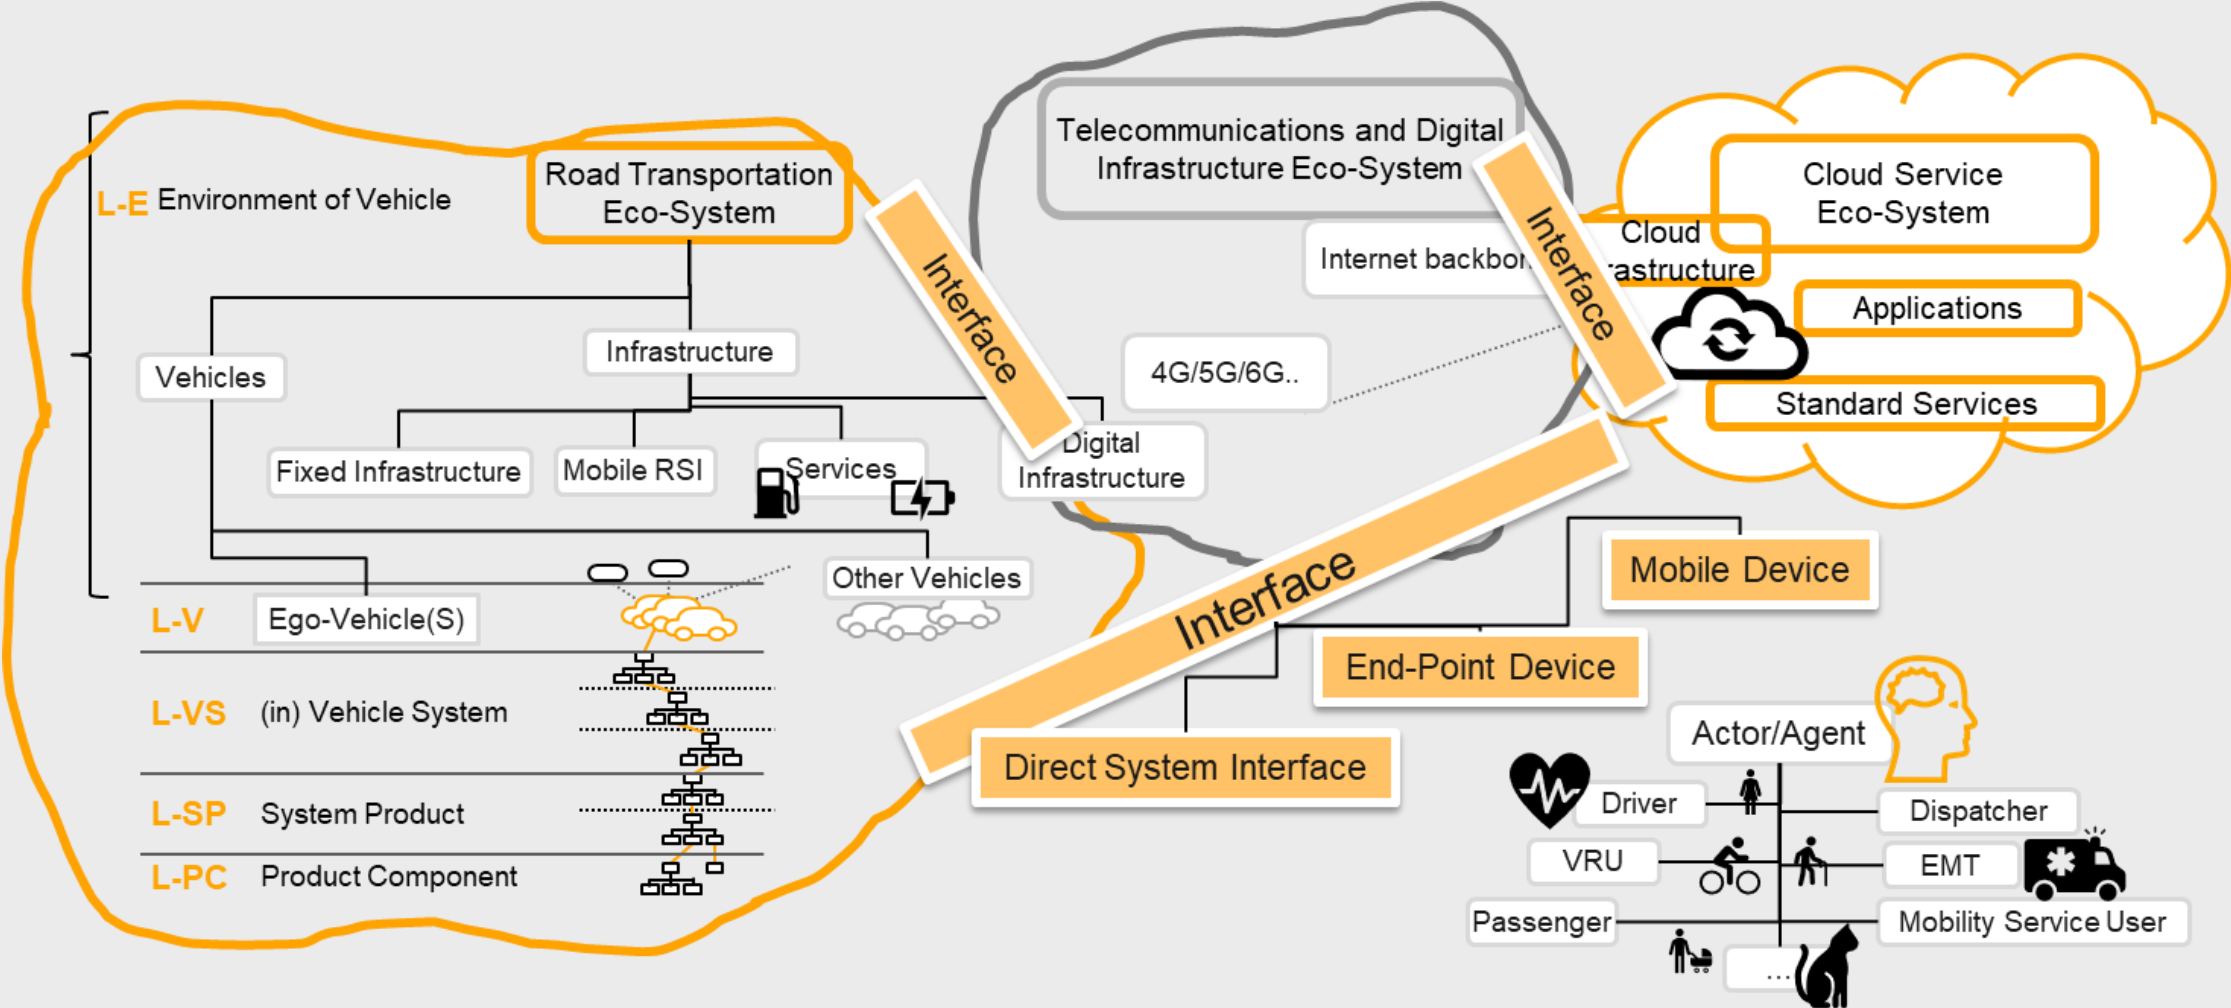 Telecommunications and Digital
Infrastructure Eco-System
Cloud Service
Eco-System
Road Transportation
Eco-System
L-E Environment of Vehicle
Interface
Interface
Internet backbon
Cloud
rastructure
Applications
Infrastructure
Vehicles
4G/5G/6G..
Standard Services
Fixed Infrastructure
Mobile RSI
Services
Digital
Infrastructure
Other Vehicles
Interface
Mobile Device
End-Point Device
Direct System Interface
L-V
Ego-Vehicle(S)
L-VS (in) Vehicle System
L-SP System Product
L-PC Product Component
Actor/Agent
Driver
Dispatcher
VRU
EMT
Passenger
Mobility Service User
...